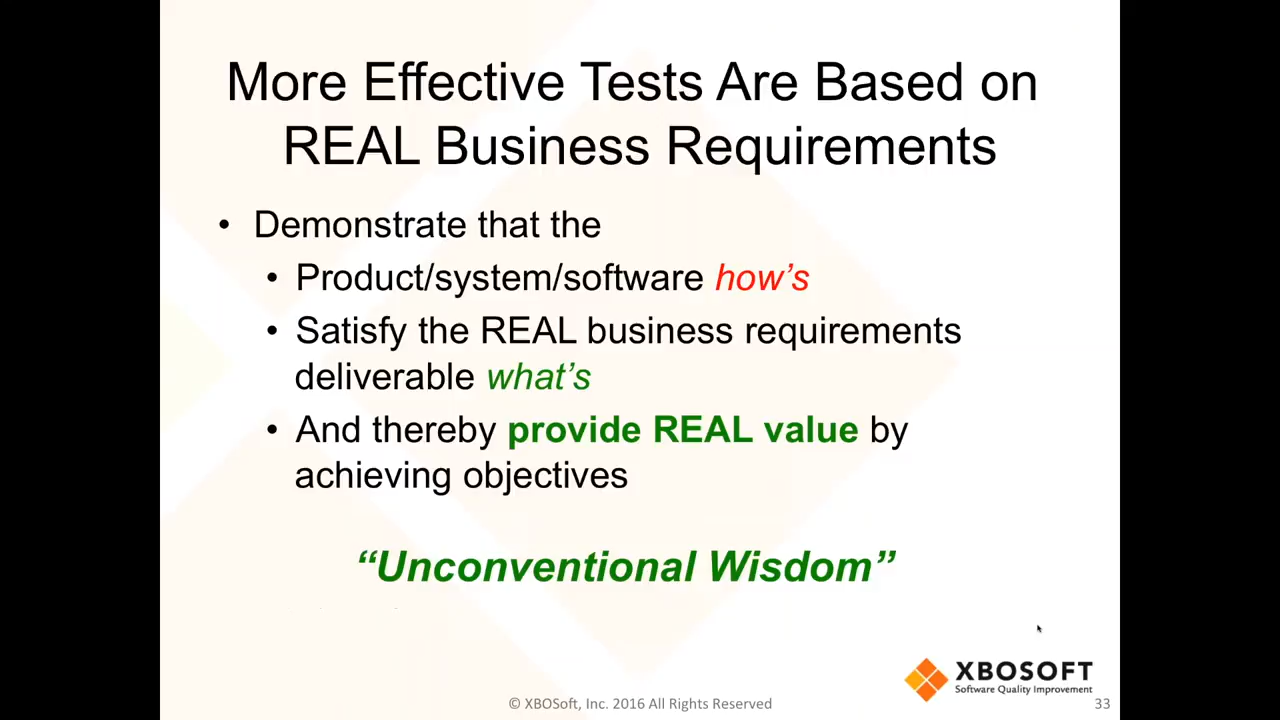 More Effective Tests Are Based on
REAL Business Requirements
• Demonstrate that the
• Product/system/software how’s
• Satisfy the REAL business requirements
deliverable what’s
• And thereby provide REAL value by
achieving objectives
“Unconventional Wisdom”
XBOSOFT
Software Quality Improvement
© XBOSoft, Inc. 2016 All Rights Reserved
33